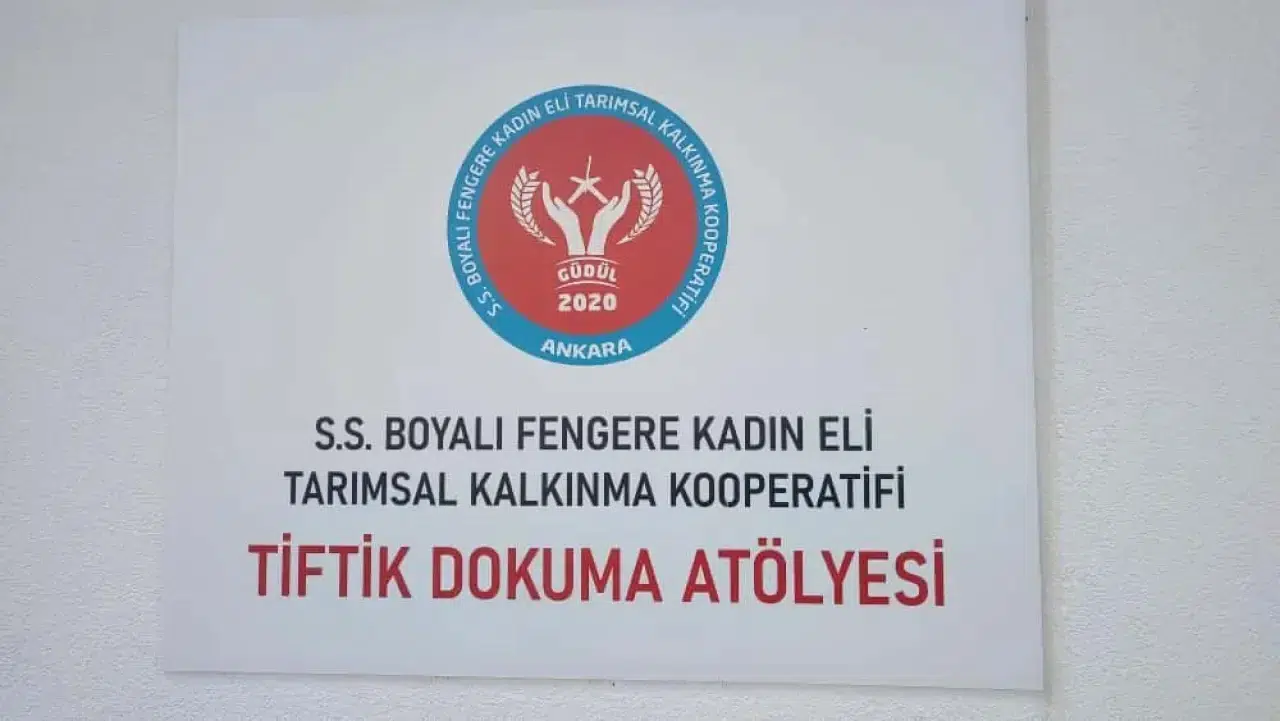 S.S. BOYALI FENGERE KADIN ELİ TARIMSAL KALKINMA KOOPERATİFİ
GÜDÜL
2020
ANKARA
S.S. BOYALI FENGERE KADIN ELİ
TARIMSAL KALKINMA KOOPERATİFİ
TİFTİK DOKUMA ATÖLYESİ